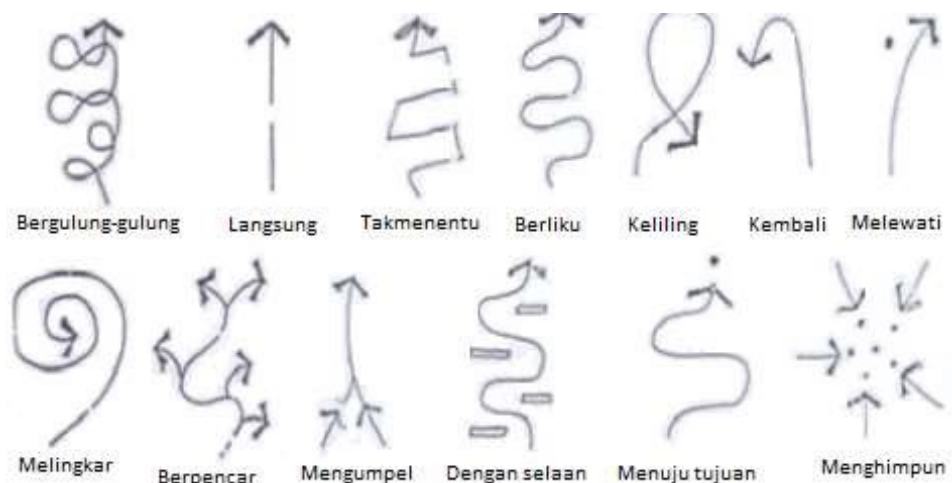 Bergulung-gulung Langsung Takmenentu Berliku Keliling Kembali Melewati
Melingkar Berpencar Mengumpel Dengan selaan Menuju tujuan Menghimpun